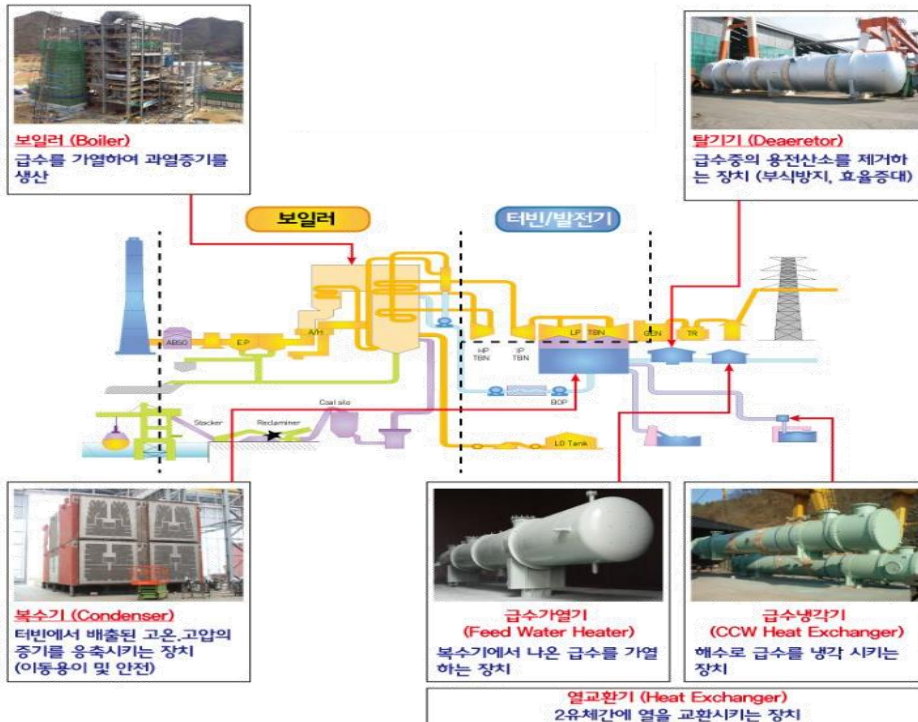 보일러 (Boiler)
급수를 가열하여 과열증기를
생산
탈기기 (Deaeretor)
급수중의 용전산소를 제거하
는 장치 (부식방지, 효율증대)
보일러
터빈/발전기
ABSO
E.P
A/H
HP
TBN
IP
TBN
LP TBN
GEN
TR
BOP
Coal silo
Stacker
Reclaminer
LD Tank
복수기 (Condenser)
터빈에서 배출된 고온.고압의
증기를 응축시키는 장치
(이동용이 및 안전)
급수가열기
(Feed Water Heater)
복수기에서 나온 급수를 가열
하는 장치
급수냉각기
(CCW Heat Exchanger)
해수로 급수를 냉각 시키는
장치
열교환기 (Heat Exchanger)
2유체간에 열을 교환시키는 장치